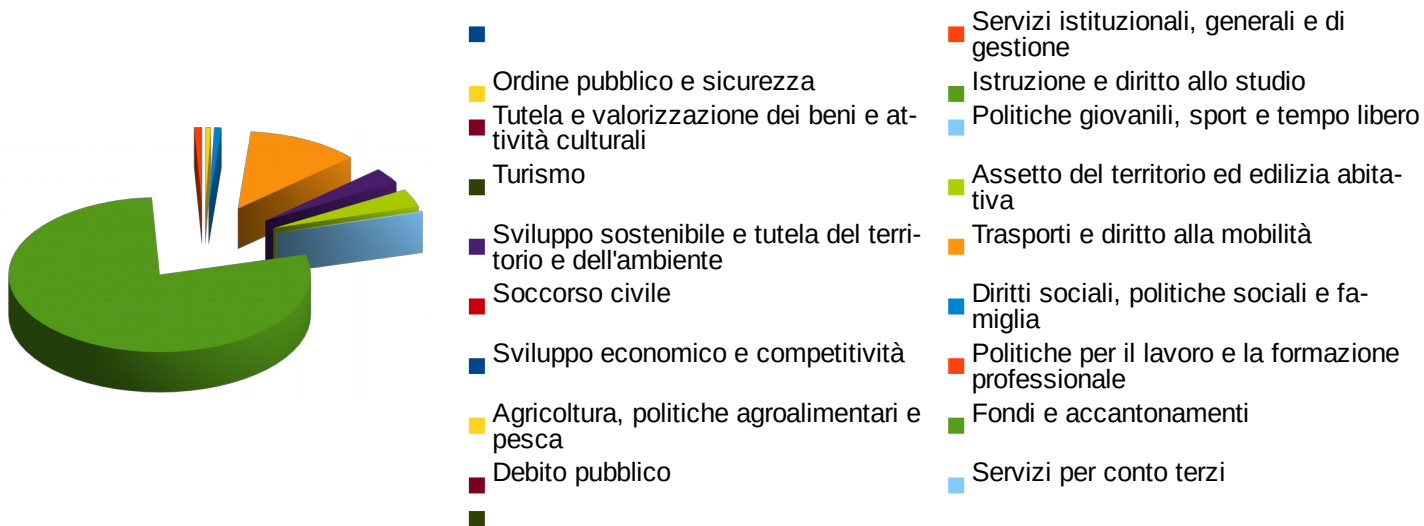 Servizi istituzionali, generali e di
gestione
Ordine pubblico e sicurezza
Istruzione e diritto allo studio
Tutela e valorizzazione dei beni e at-
tività culturali
Politiche giovanili, sport e tempo libero
Turismo
Assetto del territorio ed edilizia abita-
tiva
Sviluppo sostenibile e tutela del terri-
torio e dell'ambiente
Trasporti e diritto alla mobilità
Soccorso civile
Diritti sociali, politiche sociali e fa-
miglia
Sviluppo economico e competitività
Politiche per il lavoro e la formazione
professionale
Agricoltura, politiche agroalimentari e
pesca
Fondi e accantonamenti
Debito pubblico
Servizi per conto terzi